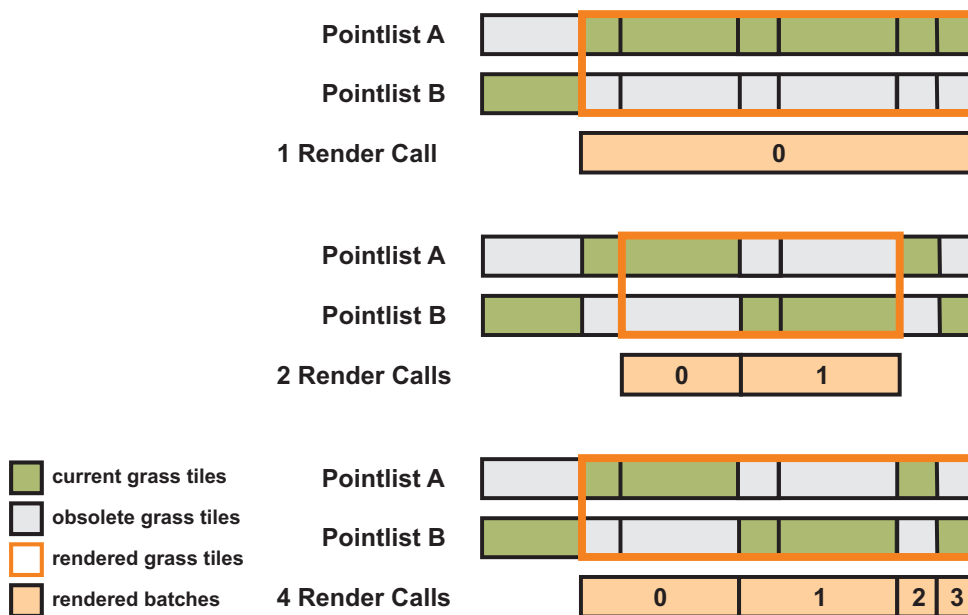 Pointlist A
Pointlist B
1 Render Call
0
Pointlist A
Pointlist B
2 Render Calls
0 1
Pointlist A
Pointlist B
4 Render Calls
0 1 2 3
current grass tiles
obsolete grass tiles
rendered grass tiles
rendered batches